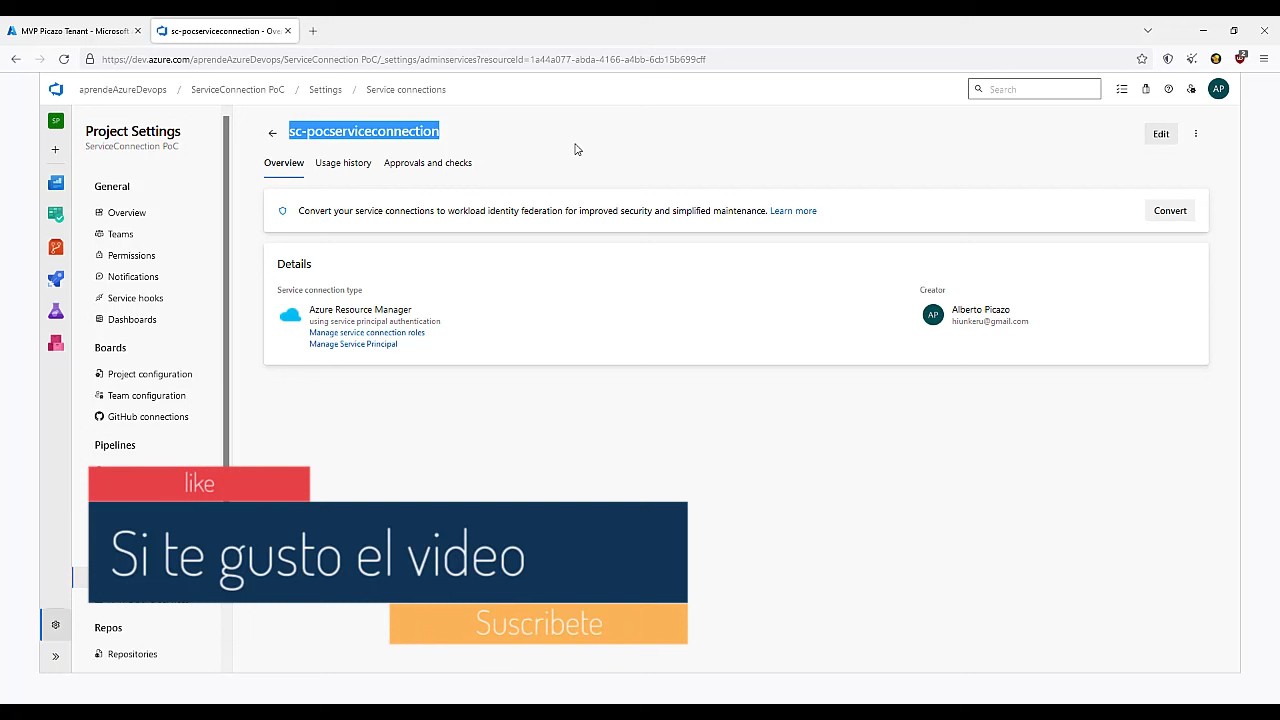 MVP Picazo Tenant - Microsoft
sc-pocserviceconnection - Ove
https://dev.azure.com/aprendeAzureDevops/ServiceConnection PoC/_settings/adminservices?resourceId=
2
aprendeAzureDevops / ServiceConnection PoC / Settings / Service connections
Search
AP
SP
Project Settings
ServiceConnection PoC
General
Overview
Teams
Permissions
Notifications
Service hooks
Dashboards
Boards
Project configuration
Team configuration
GitHub connections
Pipelines
Repos
Repositories
sc-pocserviceconnection
Edit
Overview
Usage history
Approvals and checks
Convert your service connections to workload identity federation for improved security and simplified maintenance. Learn more
Convert
Details
Service connection type
Azure Resource Manager
using service principal authentication
Manage service connection roles
Manage Service Principal
Creator
AP
Alberto Picazo
hiunkeru@gmail.com
like
Si te gusto el video
Suscribete